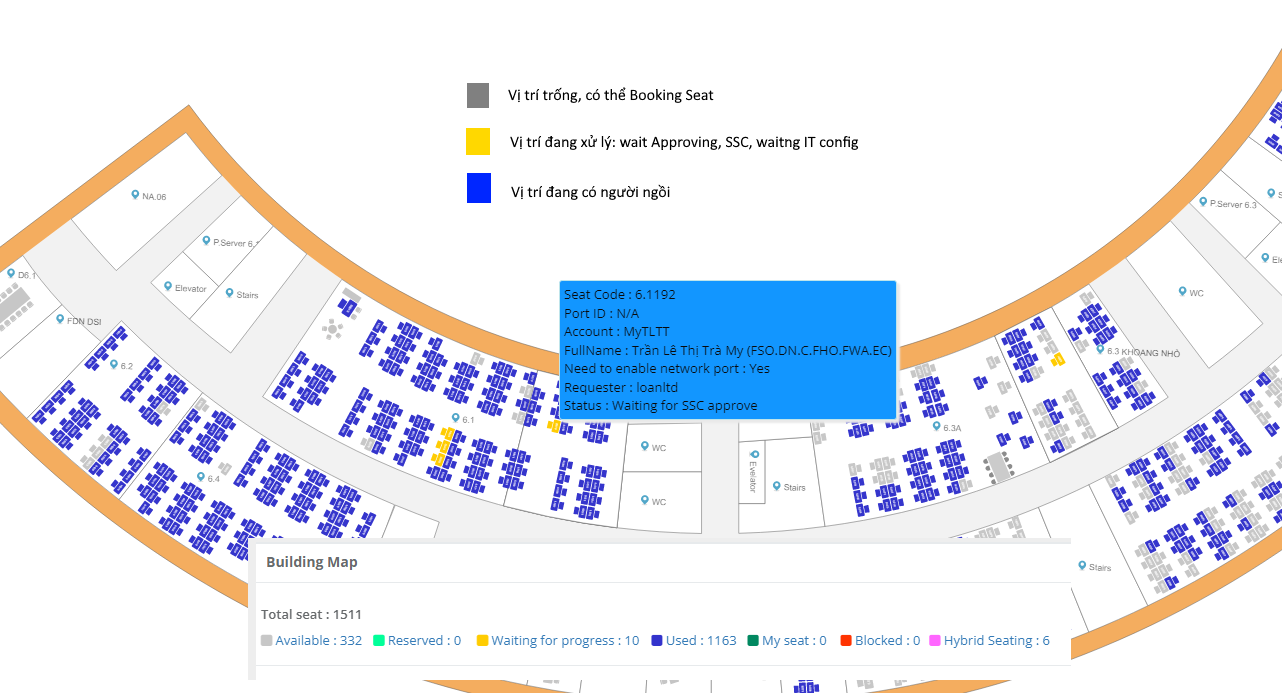 Vị trí trống, có thể Booking Seat
Vị trí đang xử lý: wait Approving, SSC, waitng IT config
Vị trí đang có người ngồi
NA.06
P.Server 6.
Elevator
Stairs
D6.1
FDN DSI
6.2
6.4
6.1
Seat Code : 6.1192
Port ID : N/A
Account : MyTLTT
FullName : Trần Lê Thị Trà My (FSO.DN.C.FHO.FWA.EC)
Need to enable network port : Yes
Requester : loanltd
Status : Waiting for SSC approve
WC
WC
Evelator
Stairs
6.3A
6.3 KHOANG NHỎ
WC
P.Server 6.3
S
Ele
Stairs
Building Map
Total seat : 1511
Available : 332 Reserved : 0 Waiting for progress : 10 Used : 1163 My seat : 0 Blocked : 0 Hybrid Seating : 6